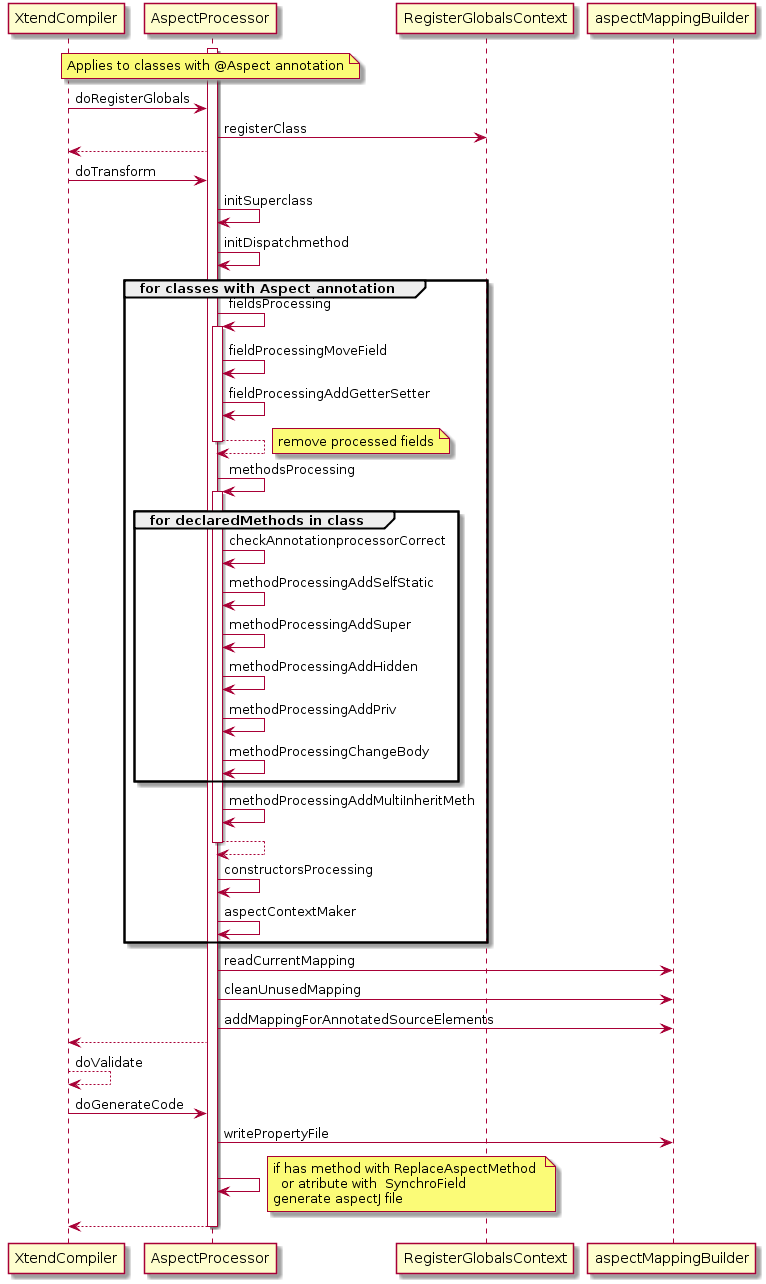 XtendCompiler
AspectProcessor
RegisterGlobalsContext
aspectMappingBuilder
Applies to classes with @Aspect annotation
doRegisterGlobals
registerClass
doTransform
initSuperclass
initDispatchmethod
for classes with Aspect annotation
fieldsProcessing
fieldProcessingMoveField
fieldProcessingAddGetterSetter
remove processed fields
methodsProcessing
for declaredMethods in class
checkAnnotationprocessorCorrect
methodProcessingAddSelfStatic
methodProcessingAddSuper
methodProcessingAddHidden
methodProcessingAddPriv
methodProcessingChangeBody
methodProcessingAddMultiInheritMeth
constructorsProcessing
aspectContextMaker
readCurrentMapping
cleanUnusedMapping
addMappingForAnnotatedSourceElements
doValidate
doGenerateCode
writePropertyFile
if has method with ReplaceAspectMethod
or atribute with SynchroField
generate aspectJ file
XtendCompiler
AspectProcessor
RegisterGlobalsContext
aspectMappingBuilder